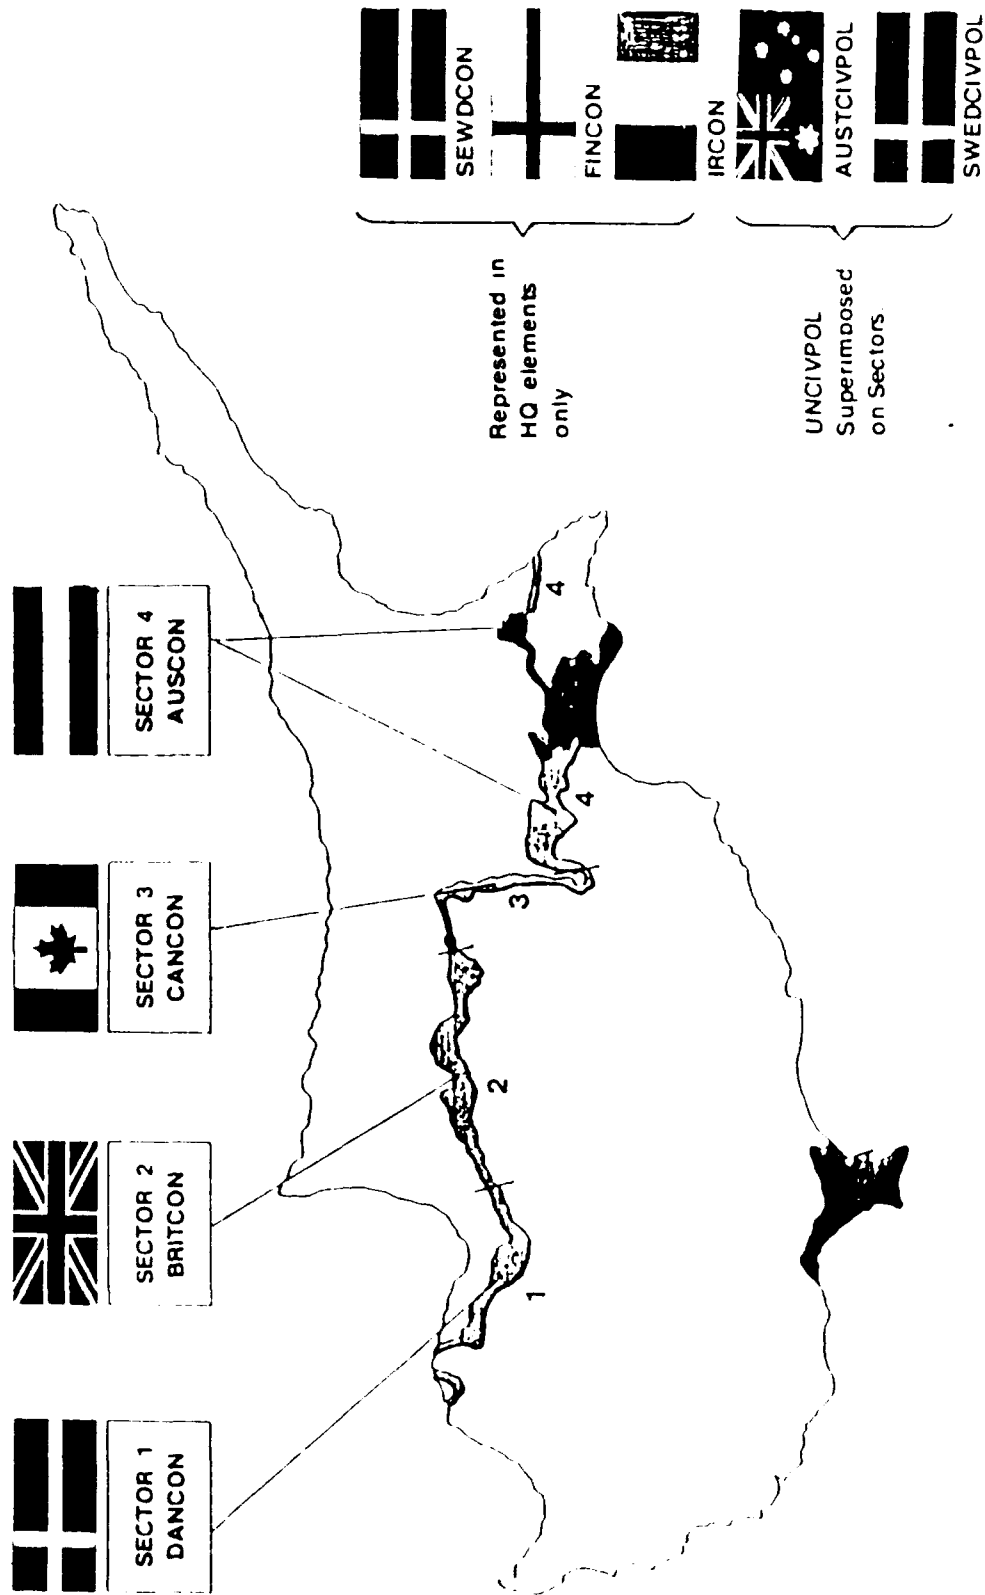 SECTOR 1
DANCON
SECTOR 2
BRITCON
SECTOR 3
CANCON
SECTOR 4
AUSCON
1
2
3
4
4
Represented in
HQ elements
only
SEWDCON
FINCON
IRCON
UNCIVPOL
Superimposed
on Sectors.
AUSTCIVPOL
SWEDCIVPOL